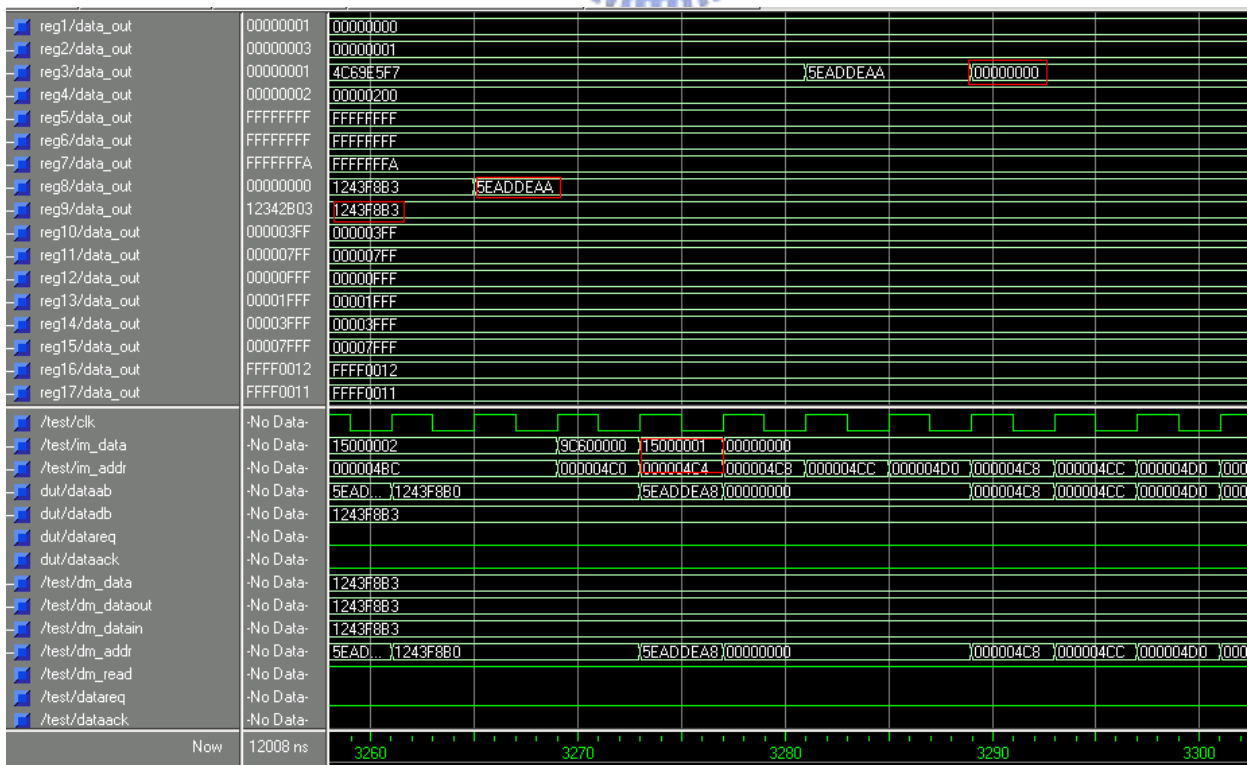 reg1/data_out 00000001 00000000
reg2/data_out 00000003 00000001
reg3/data_out 00000001 4C69E5F7 5EADDEAA 00000000
reg4/data_out 00000002 00000200
reg5/data_out FFFFFFFF FFFFFFFF
reg6/data_out FFFFFFFF FFFFFFFF
reg7/data_out FFFFFFFA FFFFFFFA
reg8/data_out 00000000 1243F8B3 5EADDEAA
reg9/data_out 12342B03 1243F8B3
reg10/data_out 000003FF 000003FF
reg11/data_out 000007FF 000007FF
reg12/data_out 00000FFF 00000FFF
reg13/data_out 00001FFF 00001FFF
reg14/data_out 00003FFF 00003FFF
reg15/data_out 00007FFF 00007FFF
reg16/data_out FFFF0012 FFFF0012
reg17/data_out FFFF0011 FFFF0011
/test/clk -No Data-
/test/im_data -No Data- 15000002 9C600000 15000001 00000000
/test/im_addr -No Data- 000004BC 000004C0 000004C4 000004C8 000004CC 000004D0 000004C8 000004CC 000004D0 000
dut/dataab -No Data- 5EAD... 1243F8B0 5EADDEA8 00000000 000004C8 000004CC 000004D0 000
dut/datadb -No Data- 1243F8B3
dut/datareq -No Data-
dut/dataack -No Data-
/test/dm_data -No Data- 1243F8B3
/test/dm_dataout -No Data- 1243F8B3
/test/dm_datain -No Data- 1243F8B3
/test/dm_addr -No Data- 5EAD... 1243F8B0 5EADDEA8 00000000 000004C8 000004CC 000004D0 000
/test/dm_read -No Data-
/test/datareq -No Data-
/test/dataack -No Data-
Now 12008 ns 3260 3270 3280 3290 3300